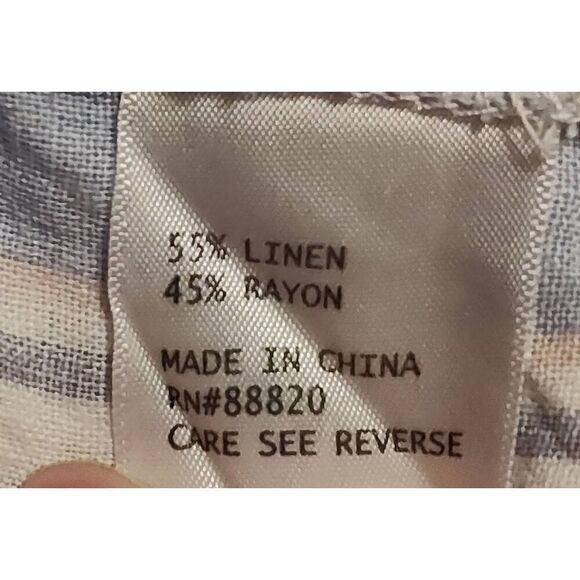 55% LINEN
45% RAYON
MADE IN CHINA
RN#88820
CARE SEE REVERSE